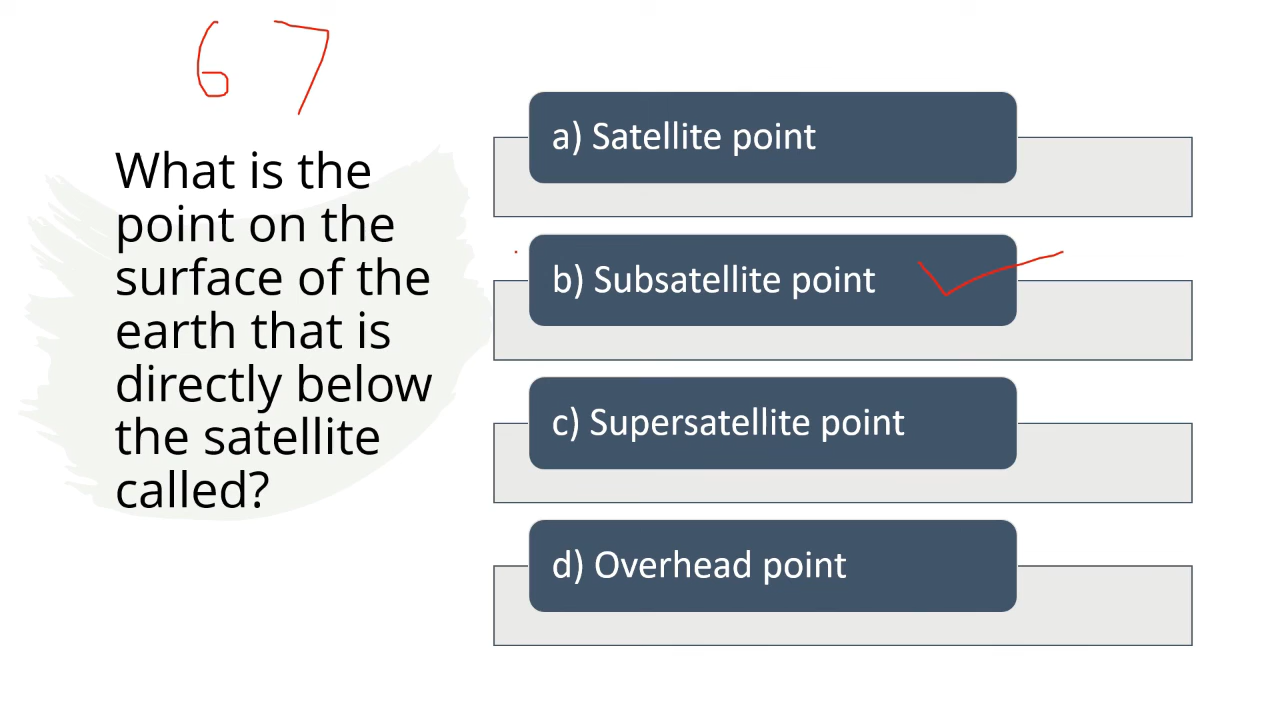 67
What is the
point on the
surface of the
earth that is
directly below
the satellite
called?
a) Satellite point
b) Subsatellite point
c) Supersatellite point
d) Overhead point